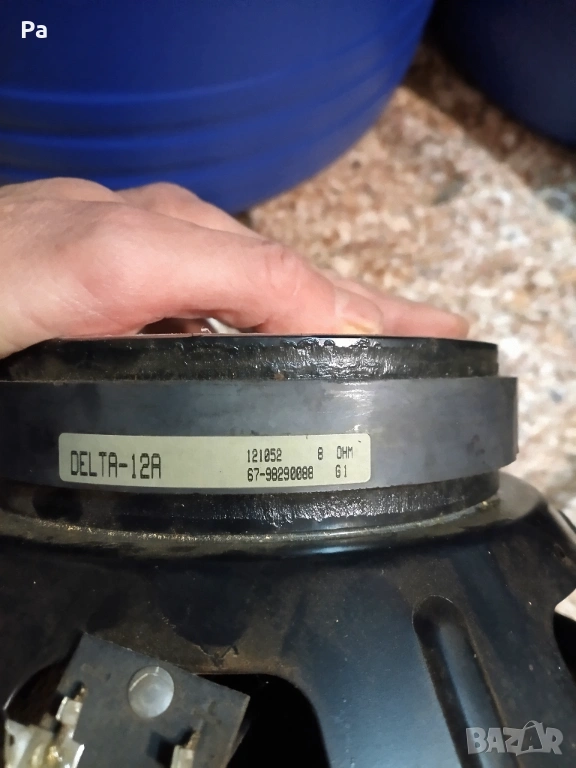 Pa
DELTA-12A
121052 8 OHM
67-98290088 G1
BAZAR